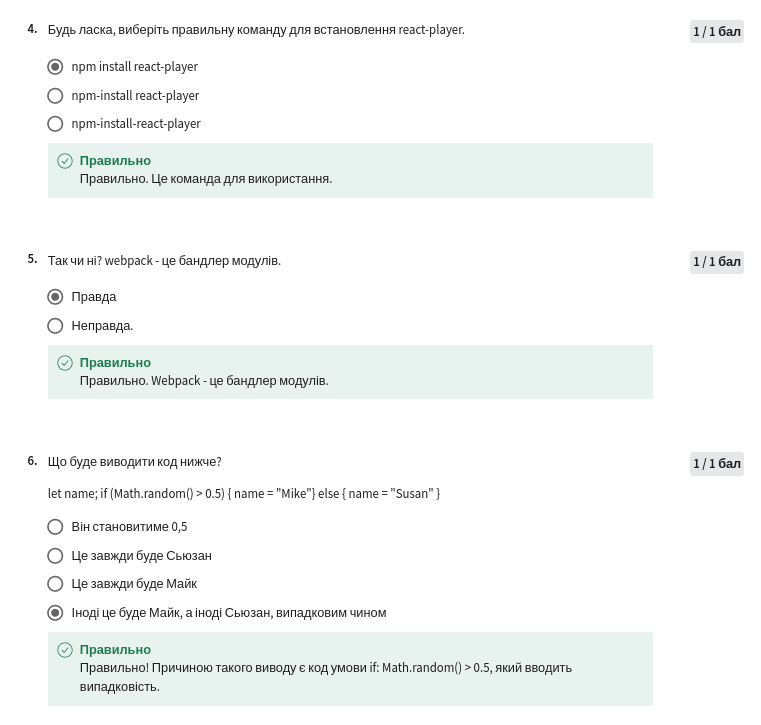 4. Будь ласка, виберіть правильну команду для встановлення react-player. 1 / 1 бал
npm install react-player
npm-install react-player
npm-install-react-player
Правильно
Правильно. Це команда для використання.
5. Так чи ні? webpack - це бандлер модулів. 1 / 1 бал
Правда
Неправда.
Правильно
Правильно. Webpack - це бандлер модулів.
6. Що буде виводити код нижче? 1 / 1 бал
let name; if (Math.random() > 0.5) { name = "Mike"} else { name = "Susan" }
Він становитиме 0,5
Це завжди буде Сьюзан
Це завжди буде Майк
Іноді це буде Майк, а іноді Сьюзан, випадковим чином
Правильно
Правильно! Причиною такого виводу є код умови if: Math.random() > 0.5, який вводить
випадковість.